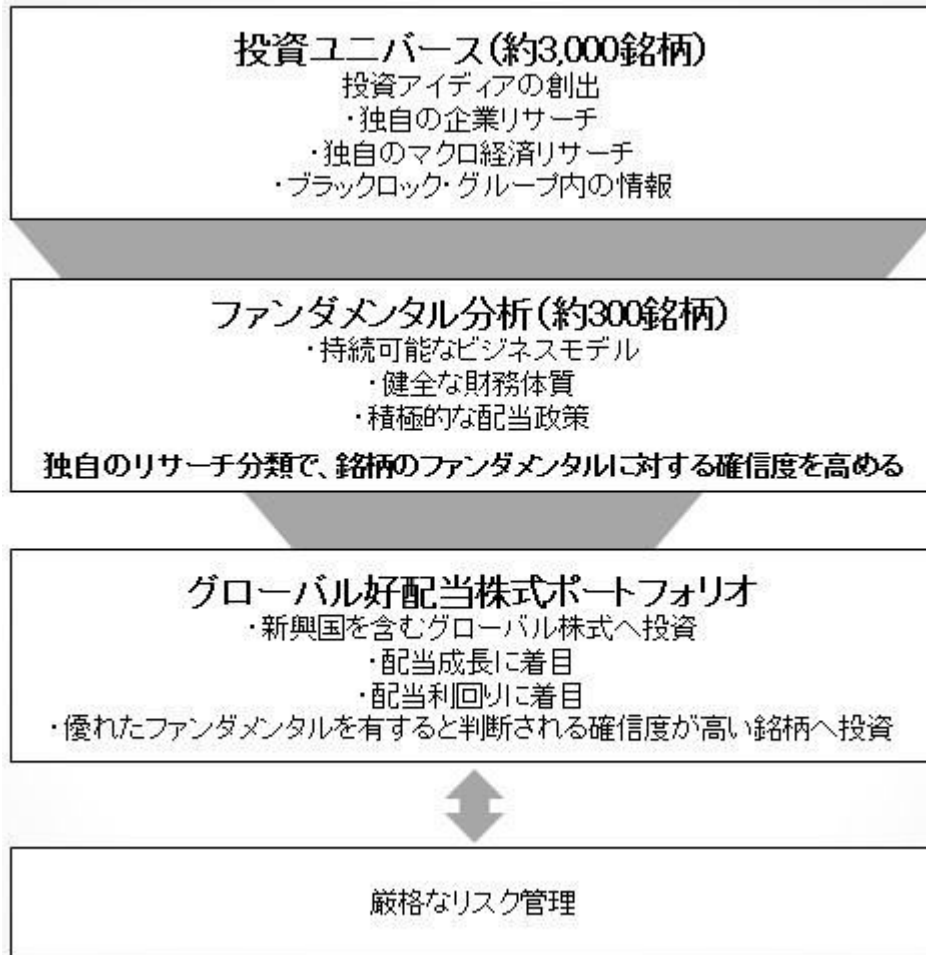 投資ユニバース(約3,000銘柄)
投資アイディアの創出
・独自の企業リサーチ
・独自のマクロ経済リサーチ
・ブラックロック・グループ内の情報
ファンダメンタル分析(約300銘柄)
・持続可能なビジネスモデル
・健全な財務体質
・積極的な配当政策
独自のリサーチ分類で、銘柄のファンダメンタルに対する確信度を高める
グローバル好配当株式ポートフォリオ
・新興国を含むグローバル株式へ投資
・配当成長に着目
・配当利回りに着目
・優れたファンダメンタルを有すると判断される確信度が高い銘柄へ投資
厳格なリスク管理